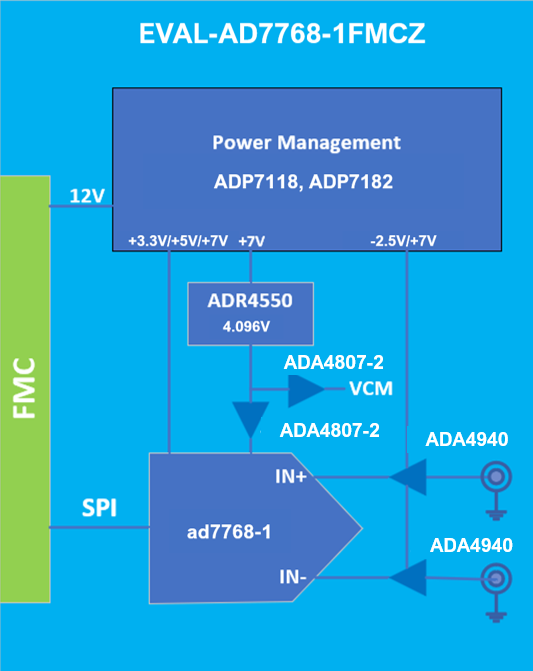 EVAL-AD7768-1FMCZ
Power Management
ADP7118, ADP7182
12V
+3.3V/+5V/+7V
+7V
-2.5V/+7V
ADR4550
4.096V
ADA4807-2
VCM
FMC
ADA4807-2
ADA4940
IN+
SPI
ad7768-1
ADA4940
IN-